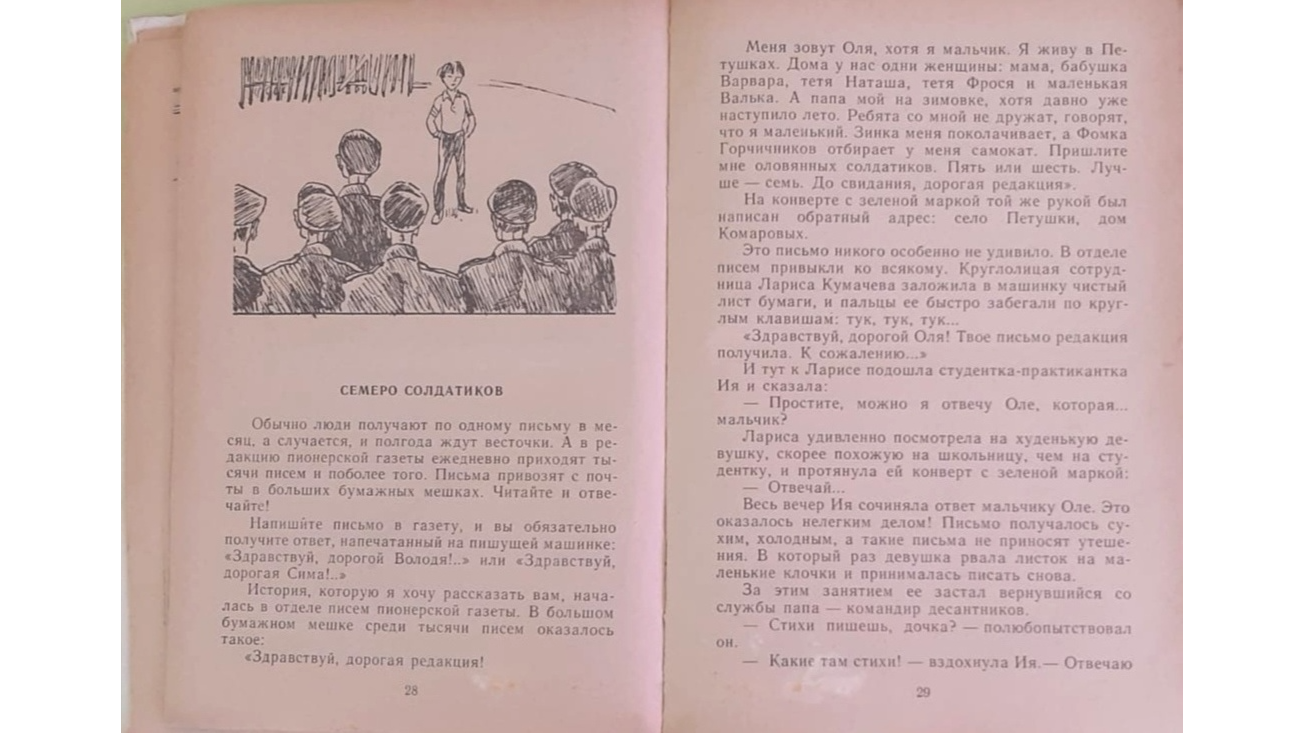 СЕМЕРО СОЛДАТИКОВ
Обычно люди получают по одному письму в ме-
сяц, а случается, и полгода ждут весточки. А в ре-
дакцию пионерской газеты ежедневно приходят ты-
сячи писем и поболее того. Письма привозят с поч-
ты в больших бумажных мешках. Читайте и отве-
чайте!
Напишите письмо в газету, и вы обязательно
получите ответ, напечатанный на пишущей машинке:
«Здравствуй, дорогой Володя!..» или «Здравствуй,
дорогая Сима!..»
История, которую я хочу рассказать вам, нача-
лась в отделе писем пионерской газеты. В большом
бумажном мешке среди тысячи писем оказалось
такое:
«Здравствуй, дорогая редакция!
28
Меня зовут Оля, хотя я мальчик. Я живу в Пе-
тушках. Дома у нас одни женщины: мама, бабушка
Варвара, тетя Наташа, тетя Фрося и маленькая
Валька. А папа мой на зимовке, хотя давно уже
наступило лето. Ребята со мной не дружат, говорят,
что я маленький. Зинка меня поколачивает, а Фомка
Горчичников отбирает у меня самокат. Пришлите
мне оловянных солдатиков. Пять или шесть. Луч-
ше — семь. До свидания, дорогая редакция».
На конверте с зеленой маркой той же рукой был
написан обратный адрес: село Петушки, дом
Комаровых.
Это письмо никого особенно не удивило. В отделе
писем привыкли ко всякому. Круглолицая сотруд-
ница Лариса Кумачева заложила в машинку чистый
лист бумаги, и пальцы ее быстро забегали по круг-
лым клавишам: тук, тук, тук...
«Здравствуй, дорогой Оля! Твое письмо редакция
получила. К сожалению...»
И тут к Ларисе подошла студентка-практикантка
Ия и сказала:
— Простите, можно я отвечу Оле, которая...
мальчик?
Лариса удивленно посмотрела на худенькую де-
вушку, скорее похожую на школьницу, чем на сту-
дентку, и протянула ей конверт с зеленой маркой:
— Отвечай...
Весь вечер Ия сочиняла ответ мальчику Оле. Это
оказалось нелегким делом! Письмо получалось су-
хим, холодным, а такие письма не приносят утеше-
ния. В который раз девушка рвала листок на ма-
ленькие клочки и принималась писать снова.
За этим занятием ее застал вернувшийся со
службы папа — командир десантников.
— Стихи пишешь, дочка? — полюбопытствовал
он.
— Какие там стихи! — вздохнула Ия.— Отвечаю
29